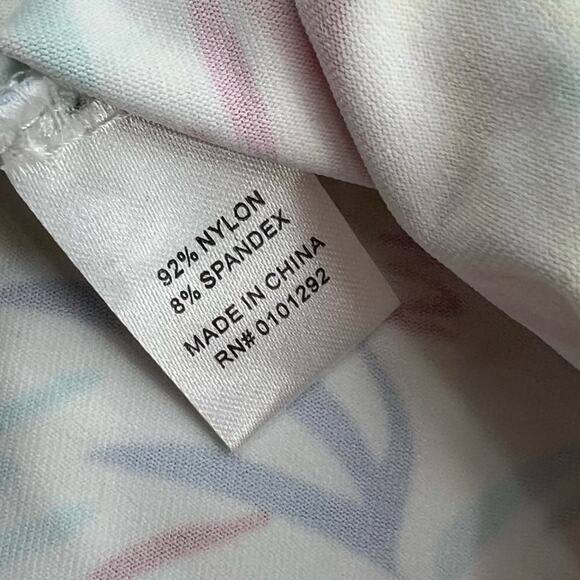 92% NYLON
8% SPANDEX
MADE IN CHINA
RN# 0101292